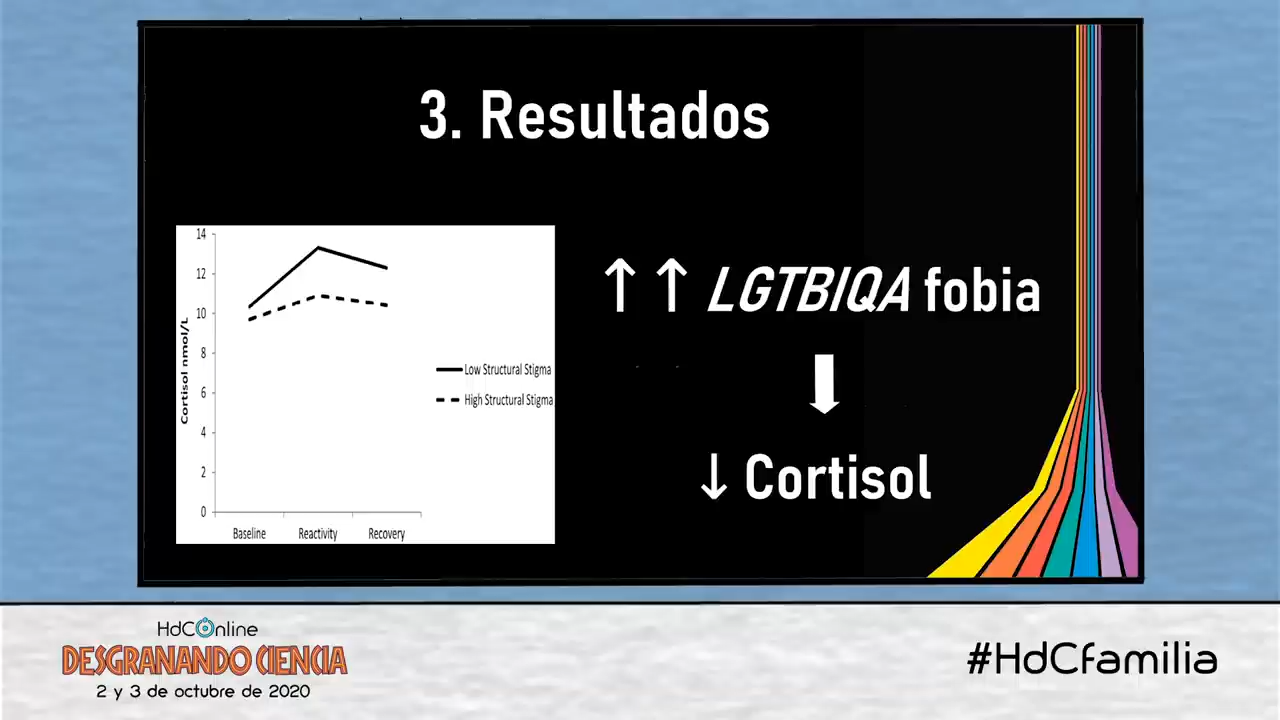 3. Resultados
14
12
10
8
6
4
2
0
Cortisol nmol/L
Baseline
Reactivity
Recovery
Low Structural Stigma
High Structural Stigma
↑ ↑ LGTBIQA fobia
↓ Cortisol
HdCOnline
DESGRANANDO CIENCIA
2 y 3 de octubre de 2020
#HdCfamilia